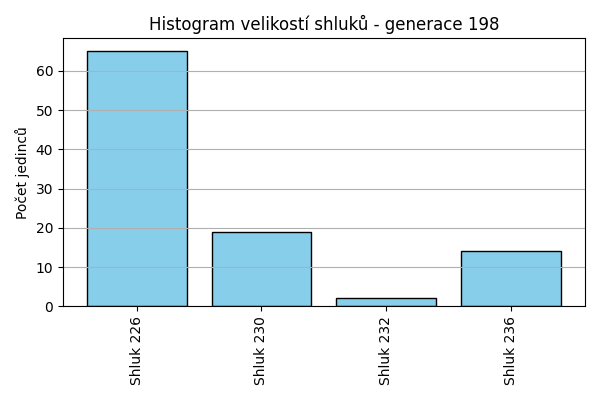 Histogram velikostí shluků - generace 198
Počet jedinců
60
50
40
30
20
10
0
Shluk 226
Shluk 230
Shluk 232
Shluk 236